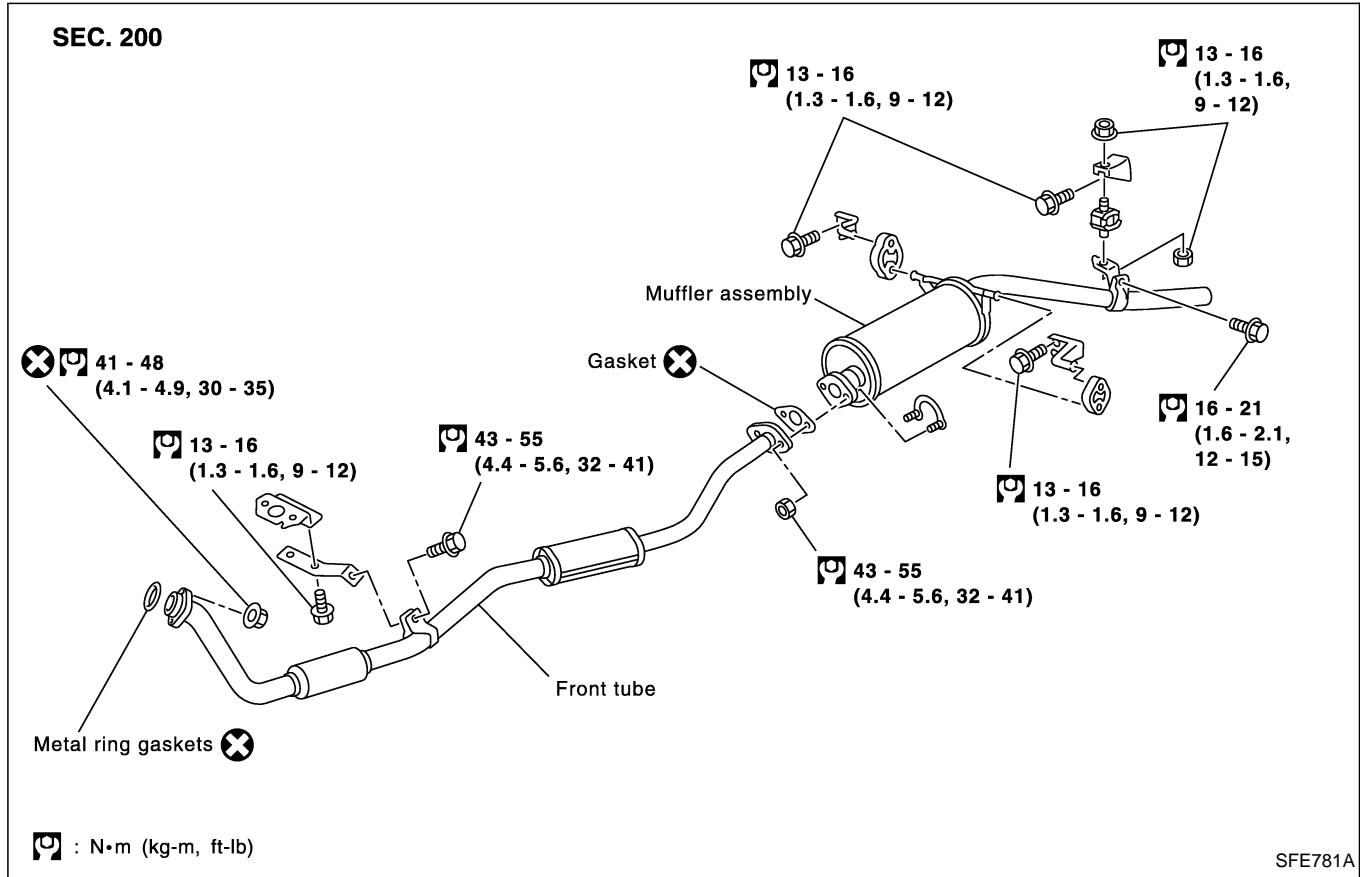 SEC. 200
13 - 16
(1.3 - 1.6, 9 - 12)
13 - 16
(1.3 - 1.6,
9 - 12)
Muffler assembly
Gasket
41 - 48
(4.1 - 4.9, 30 - 35)
13 - 16
(1.3 - 1.6, 9 - 12)
43 - 55
(4.4 - 5.6, 32 - 41)
16 - 21
(1.6 - 2.1,
12 - 15)
13 - 16
(1.3 - 1.6, 9 - 12)
43 - 55
(4.4 - 5.6, 32 - 41)
Front tube
Metal ring gaskets
: N•m (kg-m, ft-lb)
SFE781A